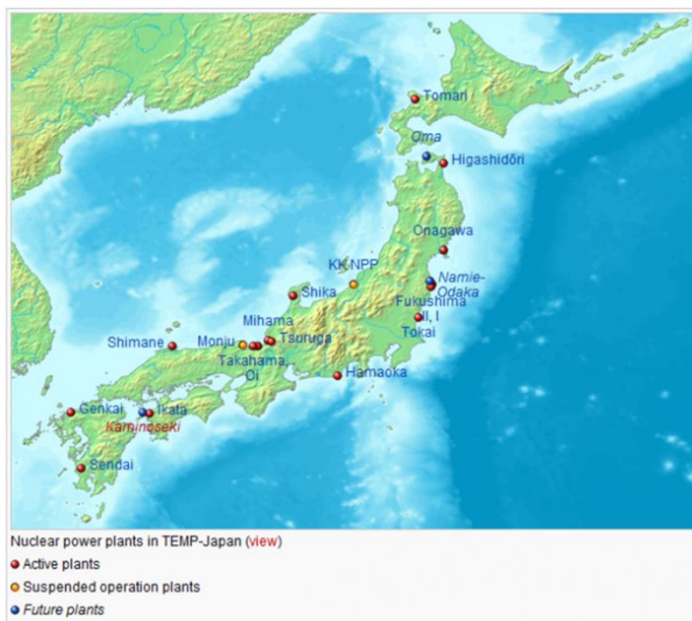 Tomari
Oma
Higashidōri
Onagawa
KK NPP
Namie-
Odaka
Shika
Fukushima
II, I
Mihama
Tokai
Shimane
Monju
Tsuruga
Takahama,
Oi
Hamaoka
Genkai
Ikata
Kaminoseki
Sendai
Nuclear power plants in TEMP-Japan (view)
Active plants
Suspended operation plants
Future plants